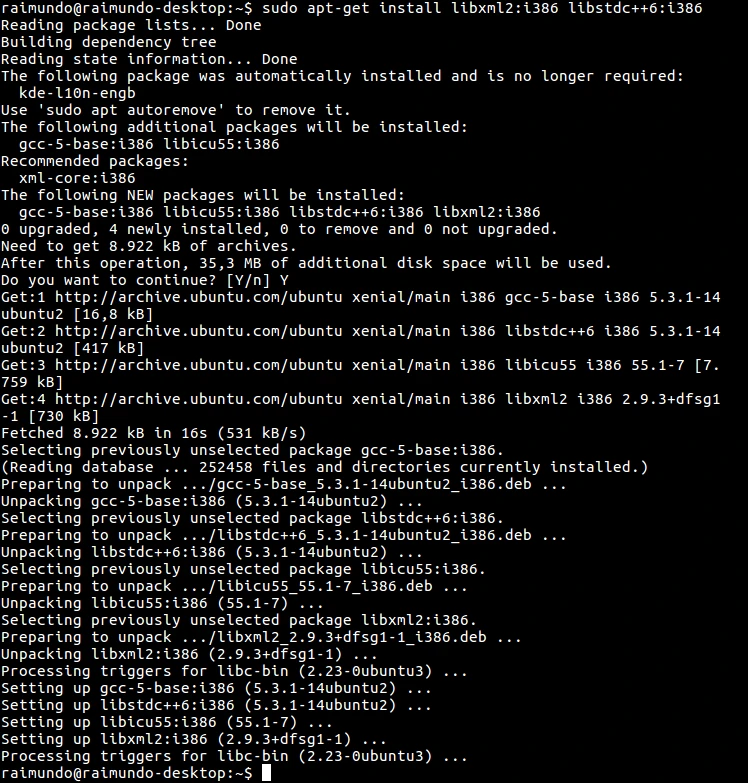 raimundo@raimundo-desktop:~$ sudo apt-get install libxml2:i386 libstdc++6:i386
Reading package lists... Done
Building dependency tree
Reading state information... Done
The following package was automatically installed and is no longer required:
  kde-l10n-engb
Use 'sudo apt autoremove' to remove it.
The following additional packages will be installed:
  gcc-5-base:i386 libicu55:i386
Recommended packages:
  xml-core:i386
The following NEW packages will be installed:
  gcc-5-base:i386 libicu55:i386 libstdc++6:i386 libxml2:i386
0 upgraded, 4 newly installed, 0 to remove and 0 not upgraded.
Need to get 8.922 kB of archives.
After this operation, 35,3 MB of additional disk space will be used.
Do you want to continue? [Y/n] Y
Get:1 http://archive.ubuntu.com/ubuntu xenial/main i386 gcc-5-base i386 5.3.1-14
ubuntu2 [16,8 kB]
Get:2 http://archive.ubuntu.com/ubuntu xenial/main i386 libstdc++6 i386 5.3.1-14
ubuntu2 [417 kB]
Get:3 http://archive.ubuntu.com/ubuntu xenial/main i386 libicu55 i386 55.1-7 [7.
759 kB]
Get:4 http://archive.ubuntu.com/ubuntu xenial/main i386 libxml2 i386 2.9.3+dfsg1
-1 [730 kB]
Fetched 8.922 kB in 16s (531 kB/s)
Selecting previously unselected package gcc-5-base:i386.
(Reading database ... 252458 files and directories currently installed.)
Preparing to unpack .../gcc-5-base_5.3.1-14ubuntu2_i386.deb ...
Unpacking gcc-5-base:i386 (5.3.1-14ubuntu2) ...
Selecting previously unselected package libstdc++6:i386.
Preparing to unpack .../libstdc++6_5.3.1-14ubuntu2_i386.deb ...
Unpacking libstdc++6:i386 (5.3.1-14ubuntu2) ...
Selecting previously unselected package libicu55:i386.
Preparing to unpack .../libicu55_55.1-7_i386.deb ...
Unpacking libicu55:i386 (55.1-7) ...
Selecting previously unselected package libxml2:i386.
Preparing to unpack .../libxml2_2.9.3+dfsg1-1_i386.deb ...
Unpacking libxml2:i386 (2.9.3+dfsg1-1) ...
Processing triggers for libc-bin (2.23-0ubuntu3) ...
Setting up gcc-5-base:i386 (5.3.1-14ubuntu2) ...
Setting up libstdc++6:i386 (5.3.1-14ubuntu2) ...
Setting up libicu55:i386 (55.1-7) ...
Setting up libxml2:i386 (2.9.3+dfsg1-1) ...
Processing triggers for libc-bin (2.23-0ubuntu3) ...
raimundo@raimundo-desktop:~$